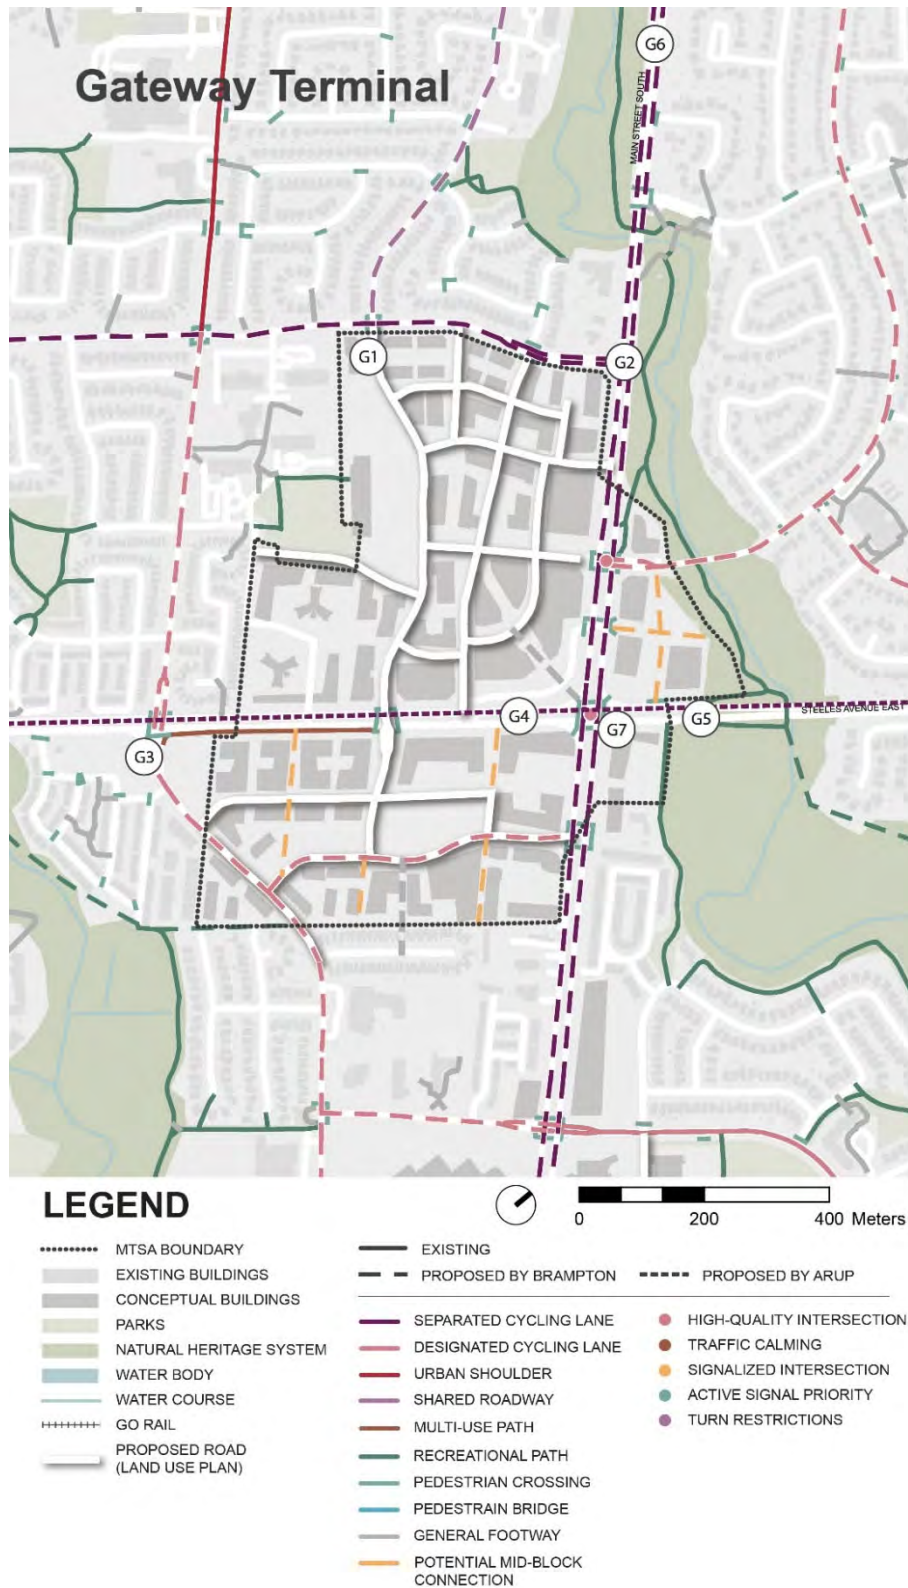 Gateway Terminal
G6
MAIN STREET SOUTH
G1
G2
G4
G5
STEELES AVENUE EAST
G7
G3
LEGEND
0 200 400 Meters
MTSA BOUNDARY
EXISTING BUILDINGS
CONCEPTUAL BUILDINGS
PARKS
NATURAL HERITAGE SYSTEM
WATER BODY
WATER COURSE
GO RAIL
PROPOSED ROAD
(LAND USE PLAN)
EXISTING
PROPOSED BY BRAMPTON
PROPOSED BY ARUP
SEPARATED CYCLING LANE
DESIGNATED CYCLING LANE
URBAN SHOULDER
SHARED ROADWAY
MULTI-USE PATH
RECREATIONAL PATH
PEDESTRIAN CROSSING
PEDESTRAIN BRIDGE
GENERAL FOOTWAY
POTENTIAL MID-BLOCK
CONNECTION
HIGH-QUALITY INTERSECTION
TRAFFIC CALMING
SIGNALIZED INTERSECTION
ACTIVE SIGNAL PRIORITY
TURN RESTRICTIONS